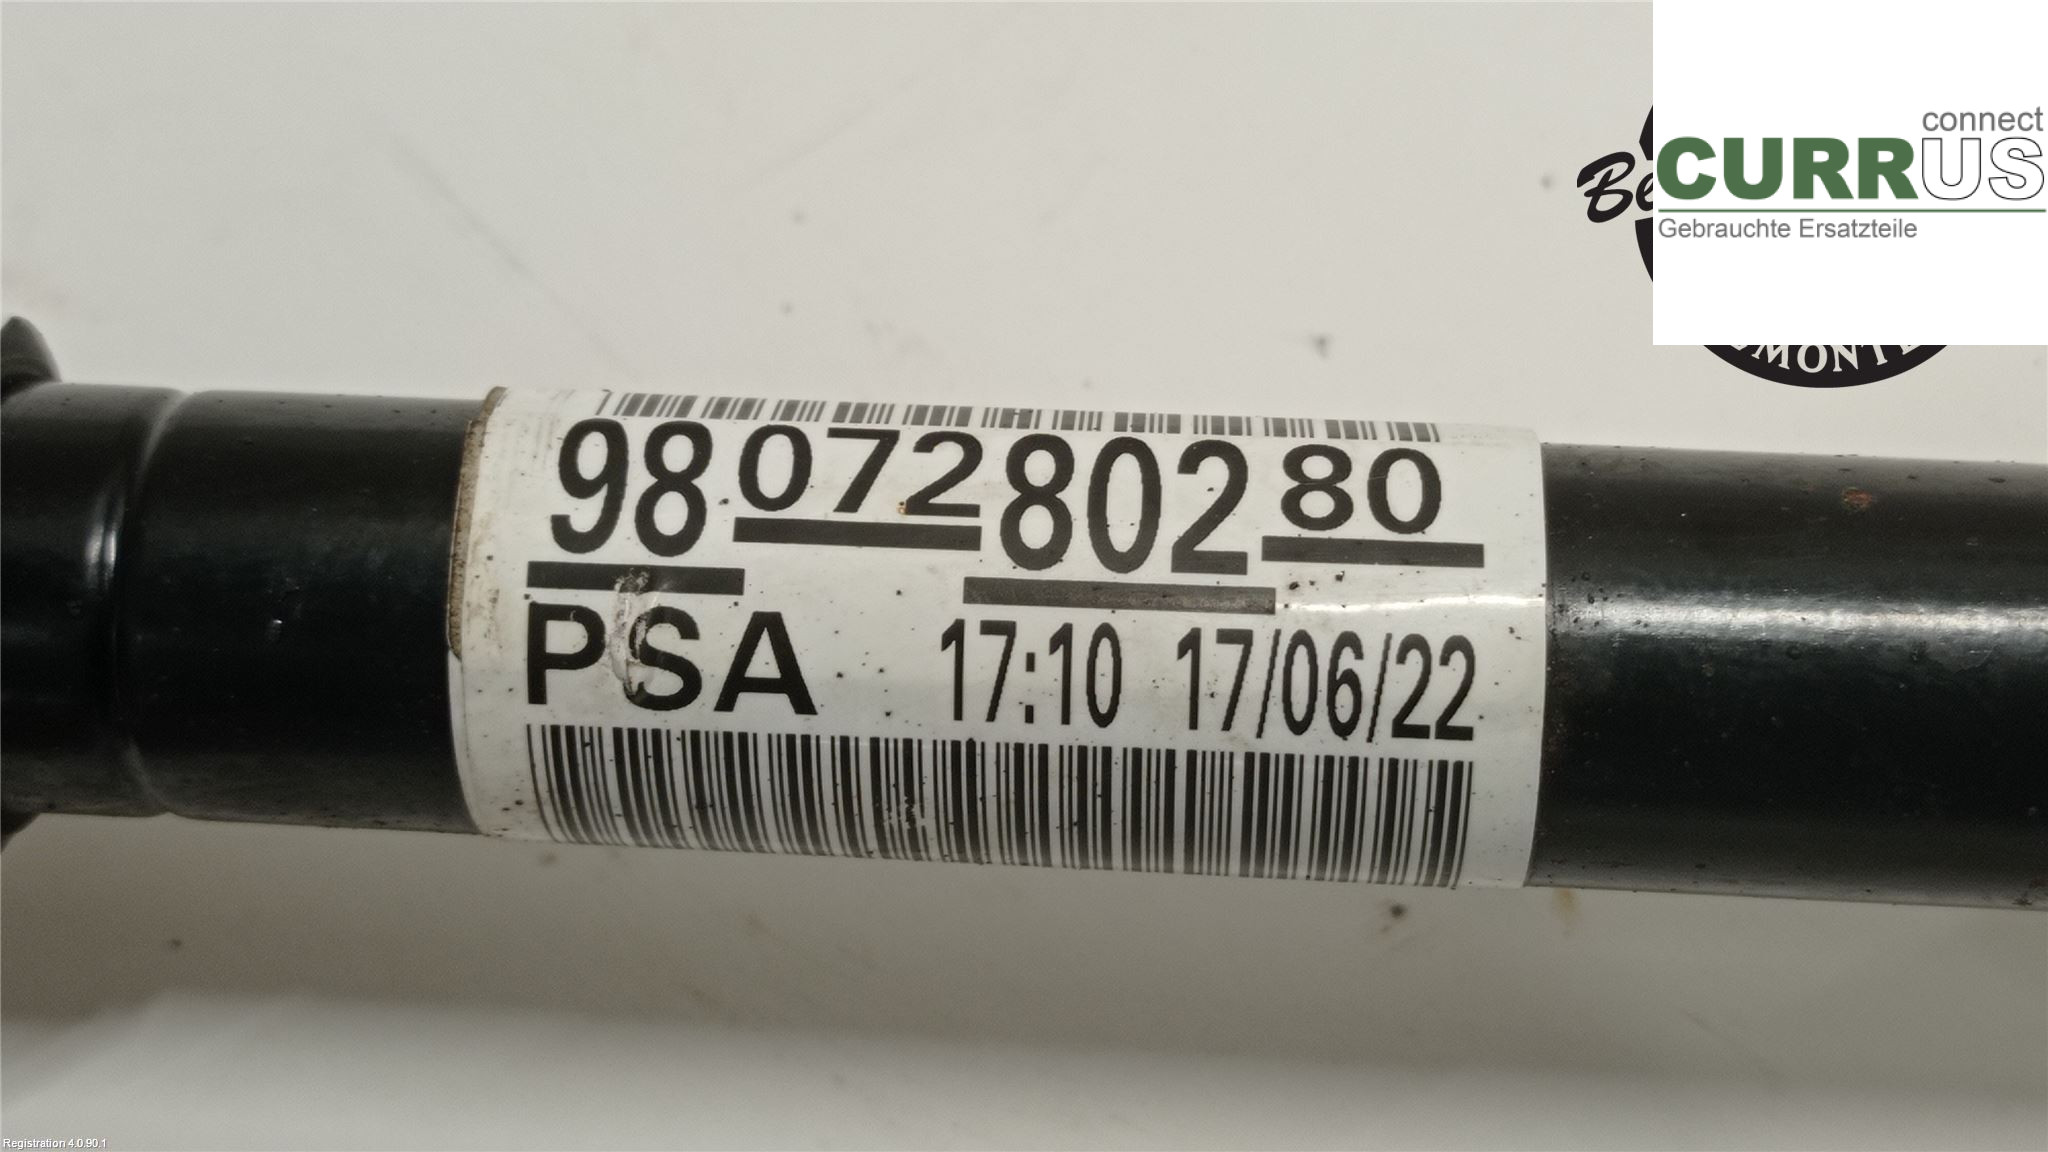 connect
CURRUS
Gebrauchte Ersatzteile
98 072 802 80
PSA 17:10 17/06/22
Registration 4.0.90.1